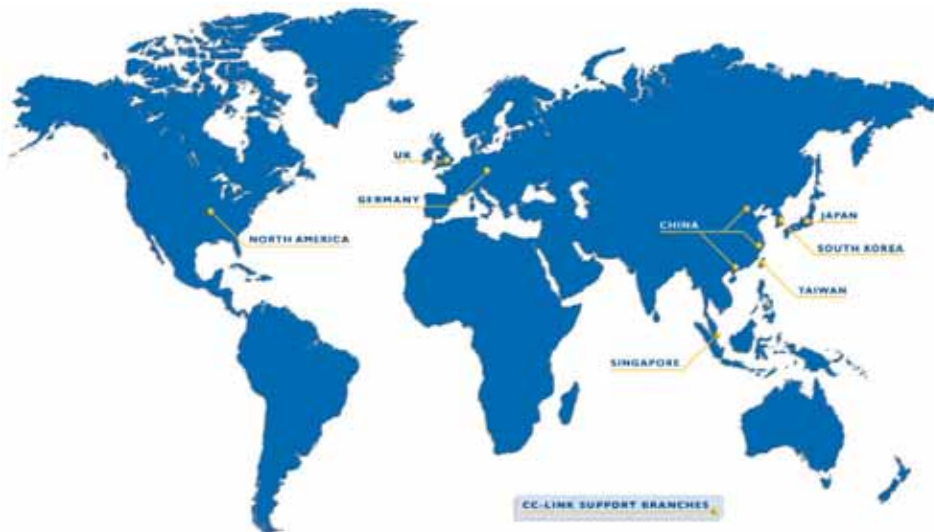 UK
GERMANY
NORTH AMERICA
CHINA
JAPAN
SOUTH KOREA
TAIWAN
SINGAPORE
CC-LINK SUPPORT BRANCHES